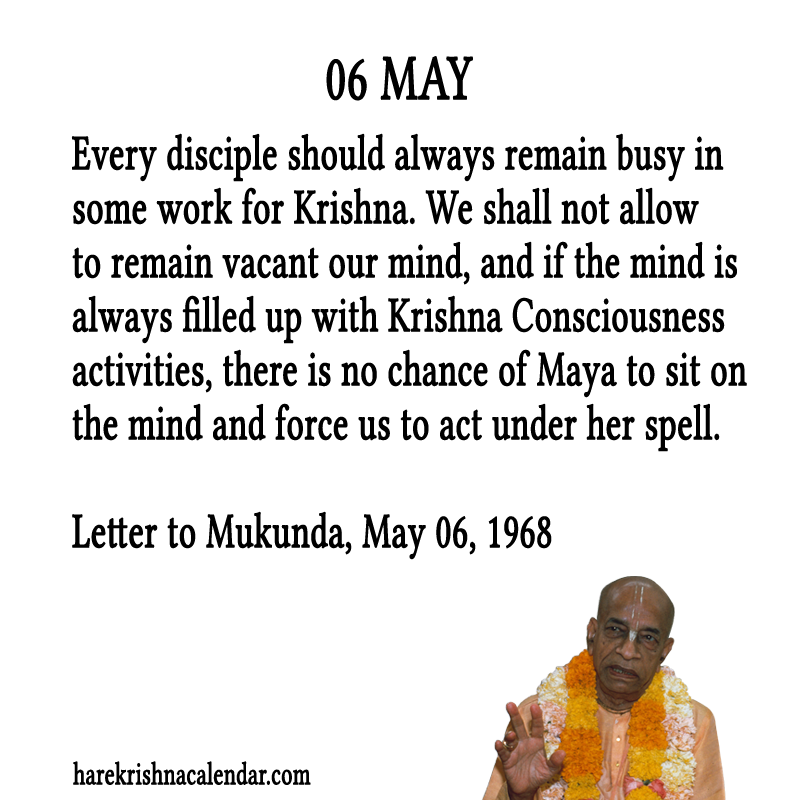 06 MAY
Every disciple should always remain busy in
some work for Krishna. We shall not allow
to remain vacant our mind, and if the mind is
always filled up with Krishna Consciousness
activities, there is no chance of Maya to sit on
the mind and force us to act under her spell.
Letter to Mukunda, May 06, 1968
harekrishnacalendar.com